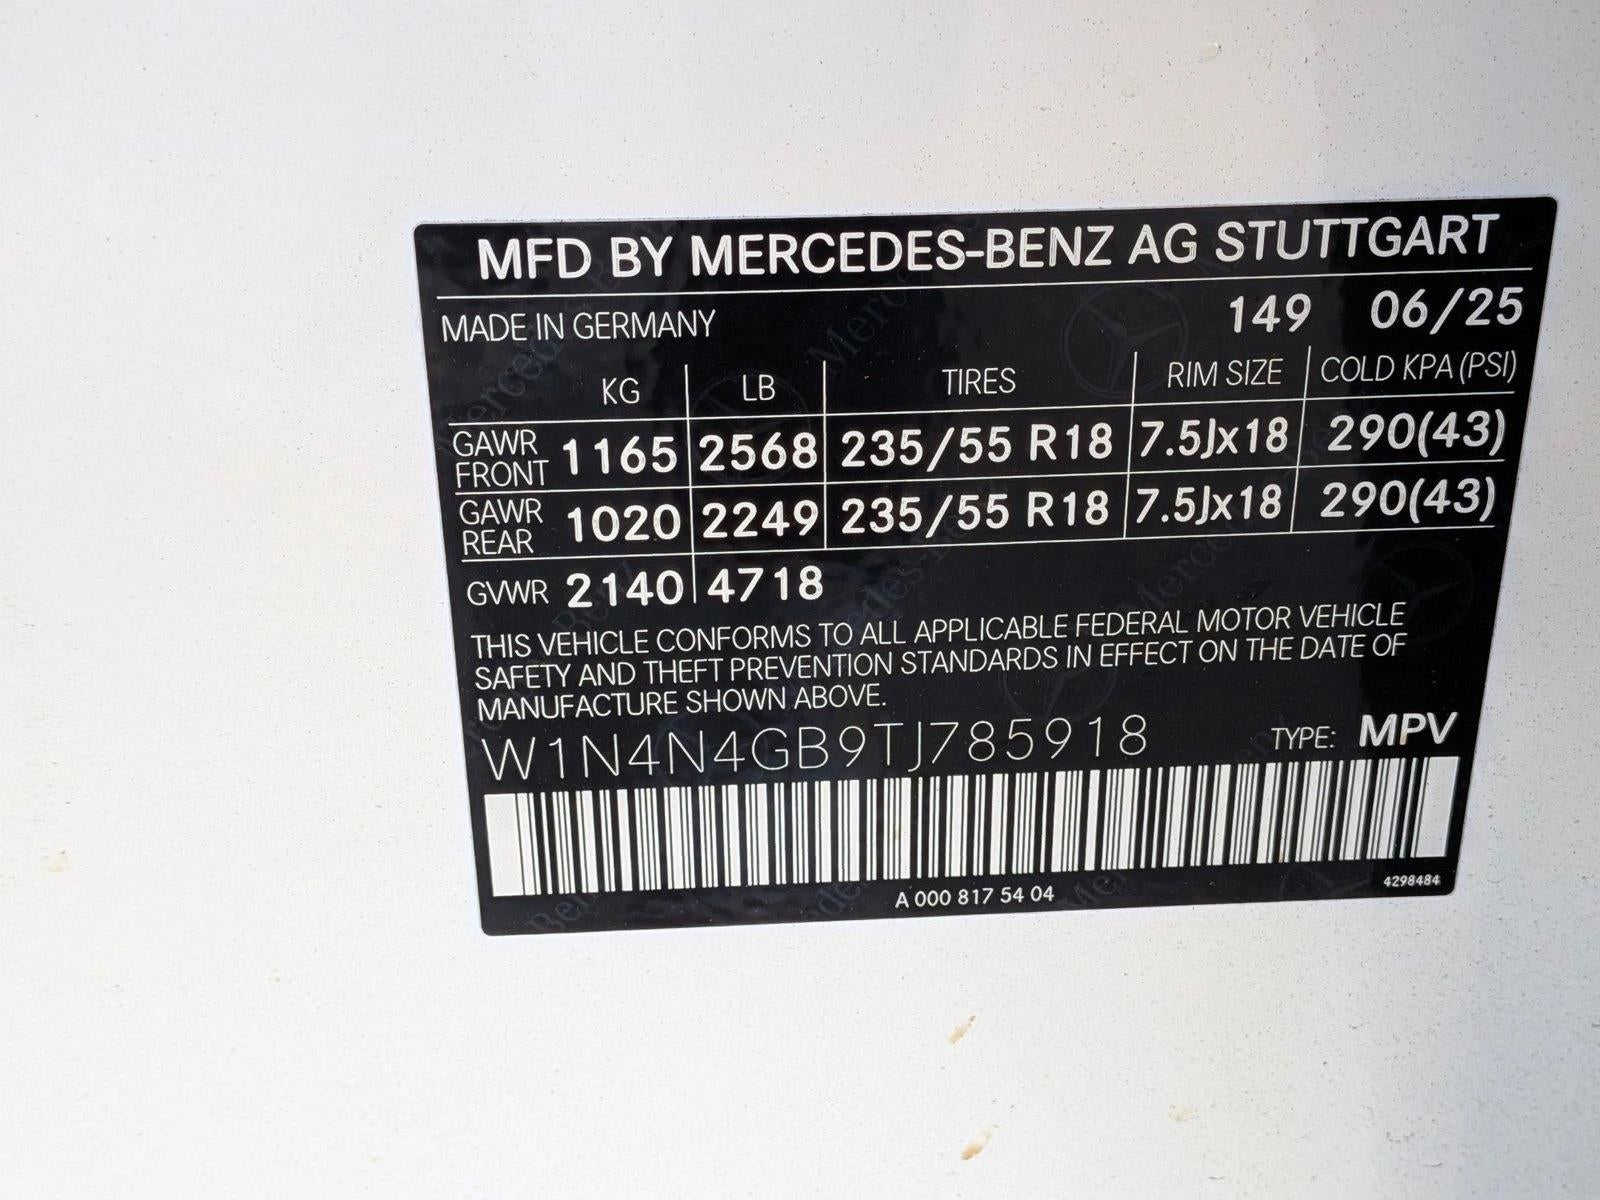 MFD BY MERCEDES-BENZ AG STUTTGART
MADE IN GERMANY 149 06/25
KG LB TIRES RIM SIZE COLD KPA (PSI)
GAWR FRONT 1165 2568 235/55 R18 7.5Jx18 290(43)
GAWR REAR 1020 2249 235/55 R18 7.5Jx18 290(43)
GVWR 2140 4718
THIS VEHICLE CONFORMS TO ALL APPLICABLE FEDERAL MOTOR VEHICLE
SAFETY AND THEFT PREVENTION STANDARDS IN EFFECT ON THE DATE OF
MANUFACTURE SHOWN ABOVE.
W1N4N4GB9TJ785918 TYPE: MPV
A 000 817 54 04
4298484